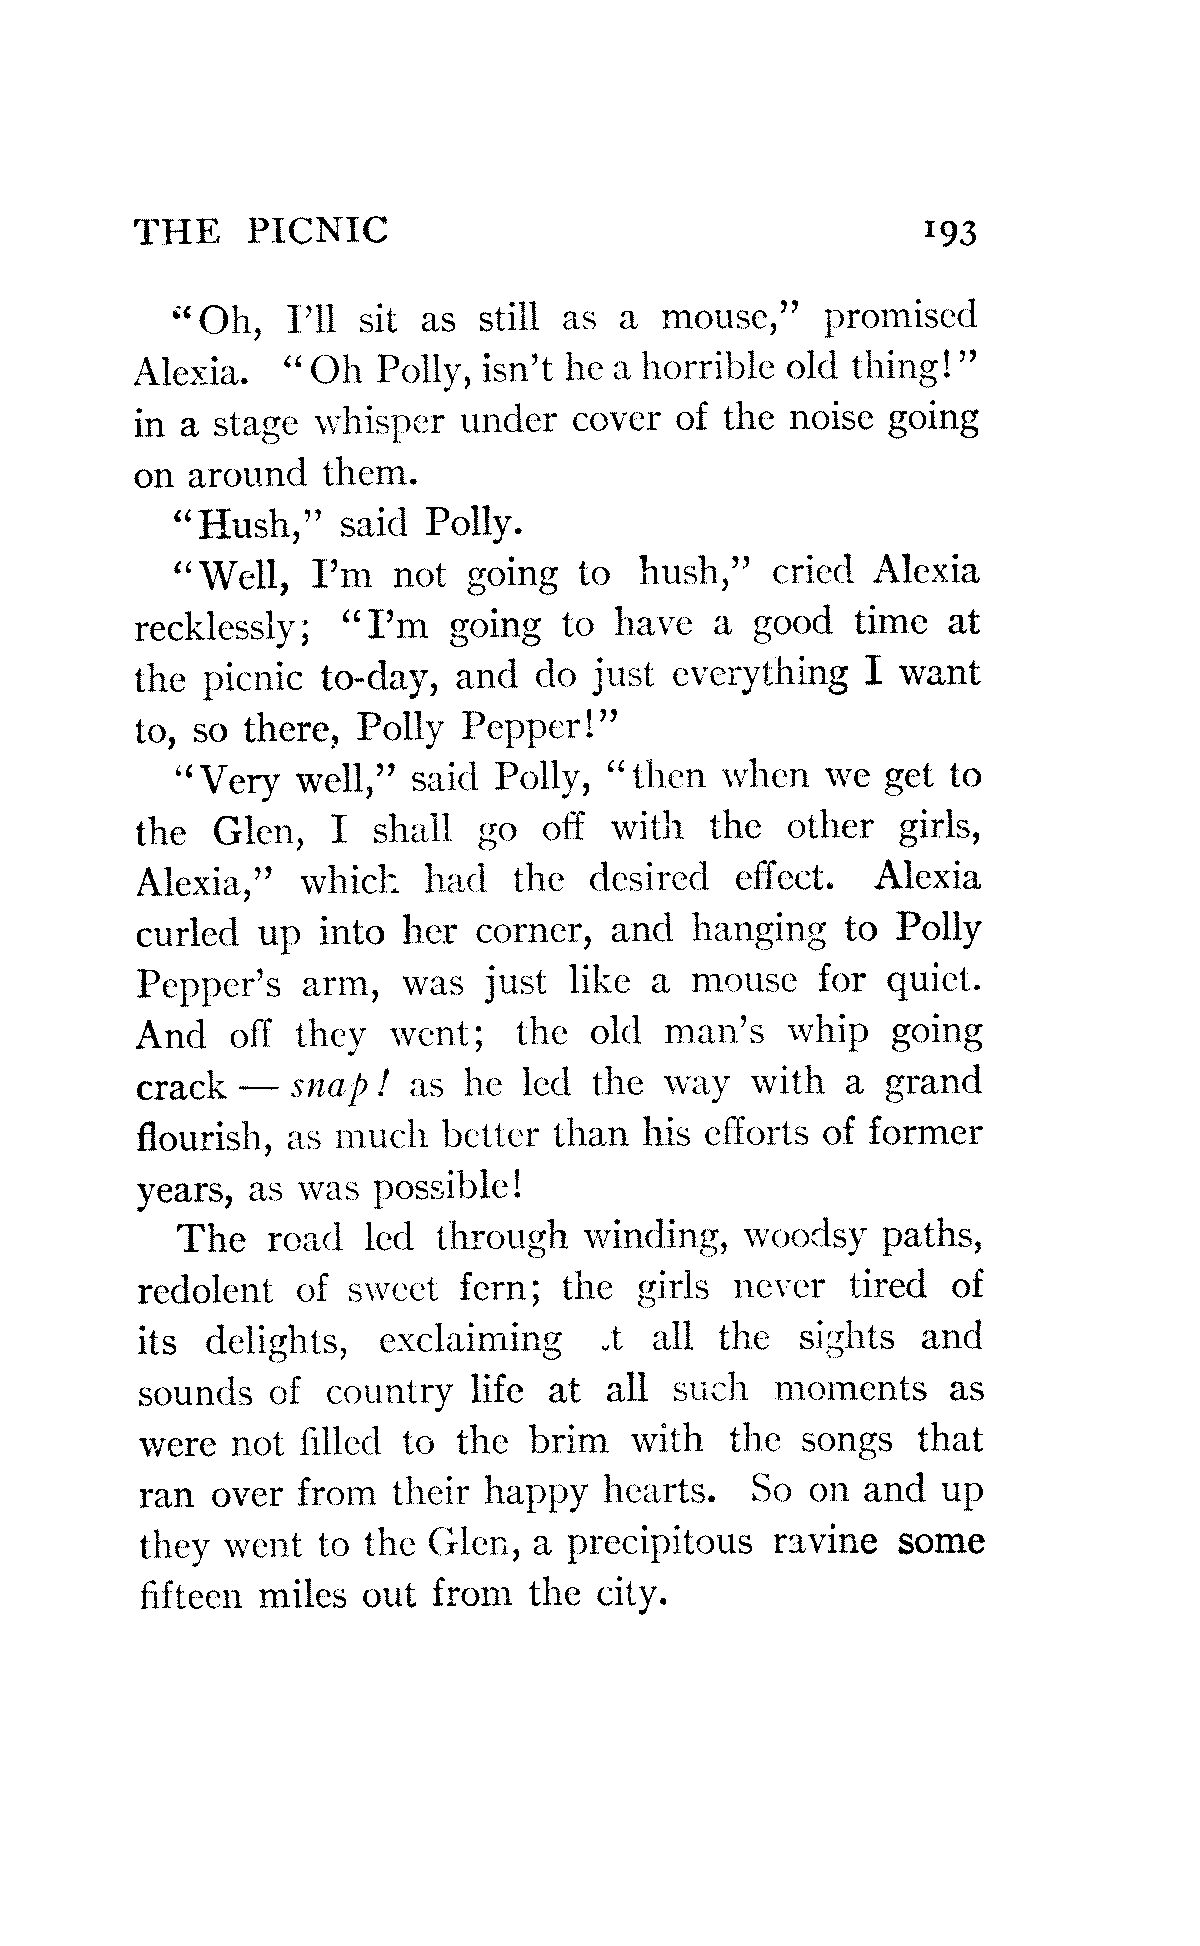 THE PICNIC 193
"Oh, I'll sit as still as a mouse," promised
Alexia. "Oh Polly, isn't he a horrible old thing!"
in a stage whisper under cover of the noise going
on around them.
"Hush," said Polly.
"Well, I'm not going to hush," cried Alexia
recklessly; "I'm going to have a good time at
the picnic to-day, and do just everything I want
to, so there, Polly Pepper!"
"Very well," said Polly, "then when we get to
the Glen, I shall go off with the other girls,
Alexia," which had the desired effect. Alexia
curled up into her corner, and hanging to Polly
Pepper's arm, was just like a mouse for quiet.
And off they went; the old man's whip going
crack — snap! as he led the way with a grand
flourish, as much better than his efforts of former
years, as was possible!
The road led through winding, woodsy paths,
redolent of sweet fern; the girls never tired of
its delights, exclaiming at all the sights and
sounds of country life at all such moments as
were not filled to the brim with the songs that
ran over from their happy hearts. So on and up
they went to the Glen, a precipitous ravine some
fifteen miles out from the city.